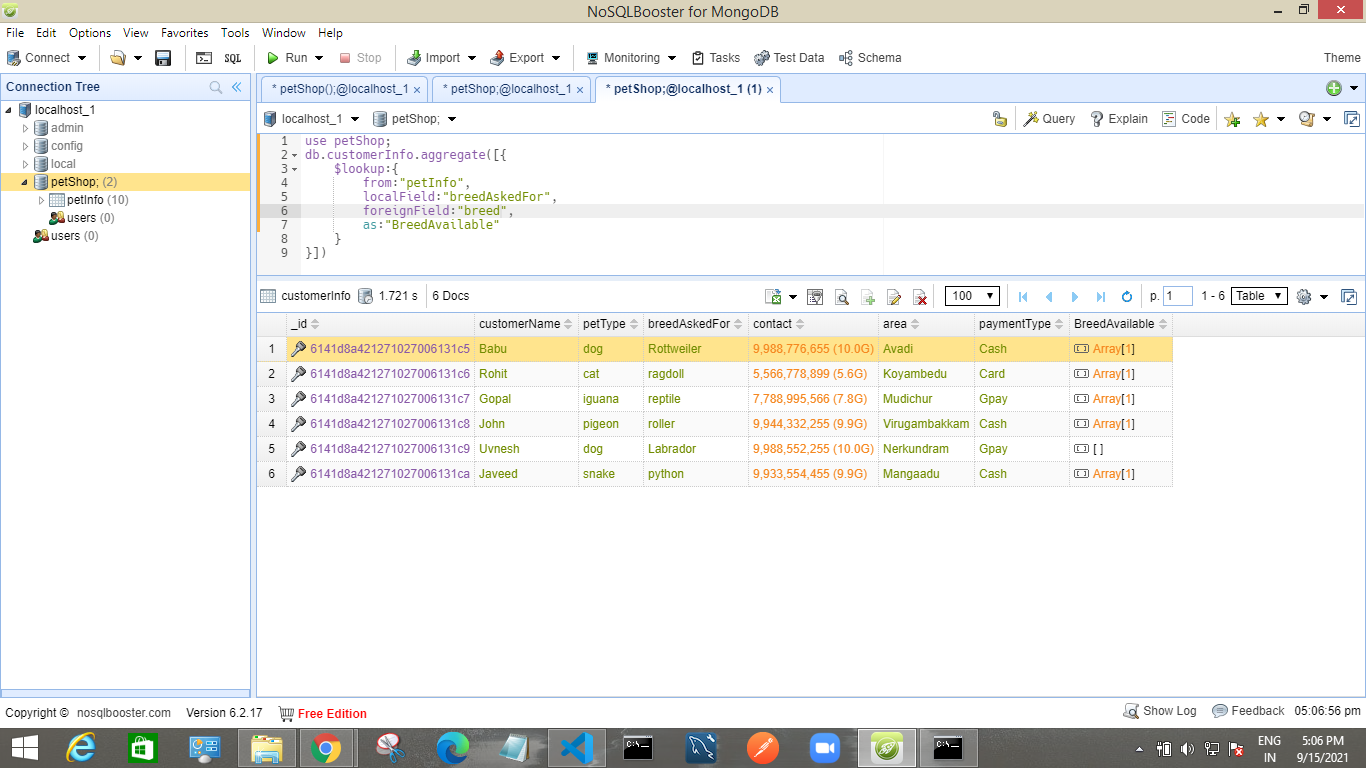 NoSQLBooster for MongoDB
File Edit Options View Favorites Tools Window Help
Connect SQL Run Stop Import Export Monitoring Tasks Test Data Schema Theme
Connection Tree
localhost_1
admin
config
local
petShop; (2)
petInfo (10)
users (0)
users (0)
* petShop();@localhost_1 × * petShop;@localhost_1 × * petShop;@localhost_1 (1) ×
localhost_1 petShop; Query Explain Code
1 use petShop;
2 db.customerInfo.aggregate([{
3 $lookup:{
4 from:"petInfo",
5 localField:"breedAskedFor",
6 foreignField:"breed",
7 as:"BreedAvailable"
8 }
9 }])
customerInfo 1.721 s 6 Docs 100 p. 1 1 - 6 Table
_id customerName petType breedAskedFor contact area paymentType BreedAvailable
1 6141d8a421271027006131c5 Babu dog Rottweiler 9,988,776,655 (10.0G) Avadi Cash Array[1]
2 6141d8a421271027006131c6 Rohit cat ragdoll 5,566,778,899 (5.6G) Koyambedu Card Array[1]
3 6141d8a421271027006131c7 Gopal iguana reptile 7,788,995,566 (7.8G) Mudichur Gpay Array[1]
4 6141d8a421271027006131c8 John pigeon roller 9,944,332,255 (9.9G) Virugambakkam Cash Array[1]
5 6141d8a421271027006131c9 Uvnesh dog Labrador 9,988,552,255 (10.0G) Nerkundram Gpay [ ]
6 6141d8a421271027006131ca Javeed snake python 9,933,554,455 (9.9G) Mangaadu Cash Array[1]
Copyright © nosqlbooster.com Version 6.2.17 Free Edition Show Log Feedback 05:06:56 pm
ENG 5:06 PM
IN 9/15/2021